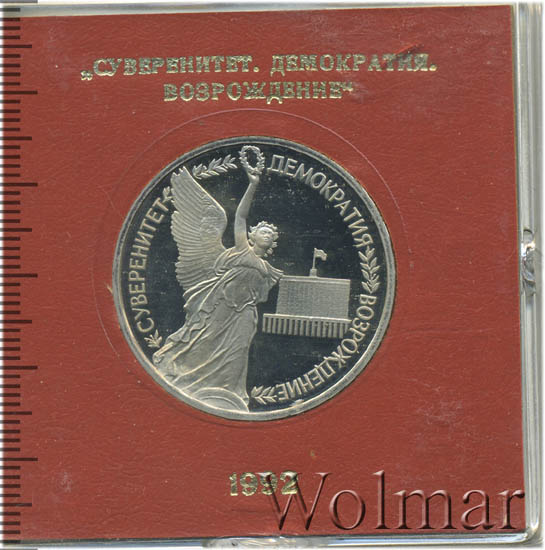 „СУВЕРЕНИТЕТ. ДЕМОКРАТИЯ.
ВОЗРОЖДЕНИЕ“
СУВЕРЕНИТЕТ
ДЕМОКРАТИЯ
ВОЗРОЖДЕНИЕ
1992
Wolmar